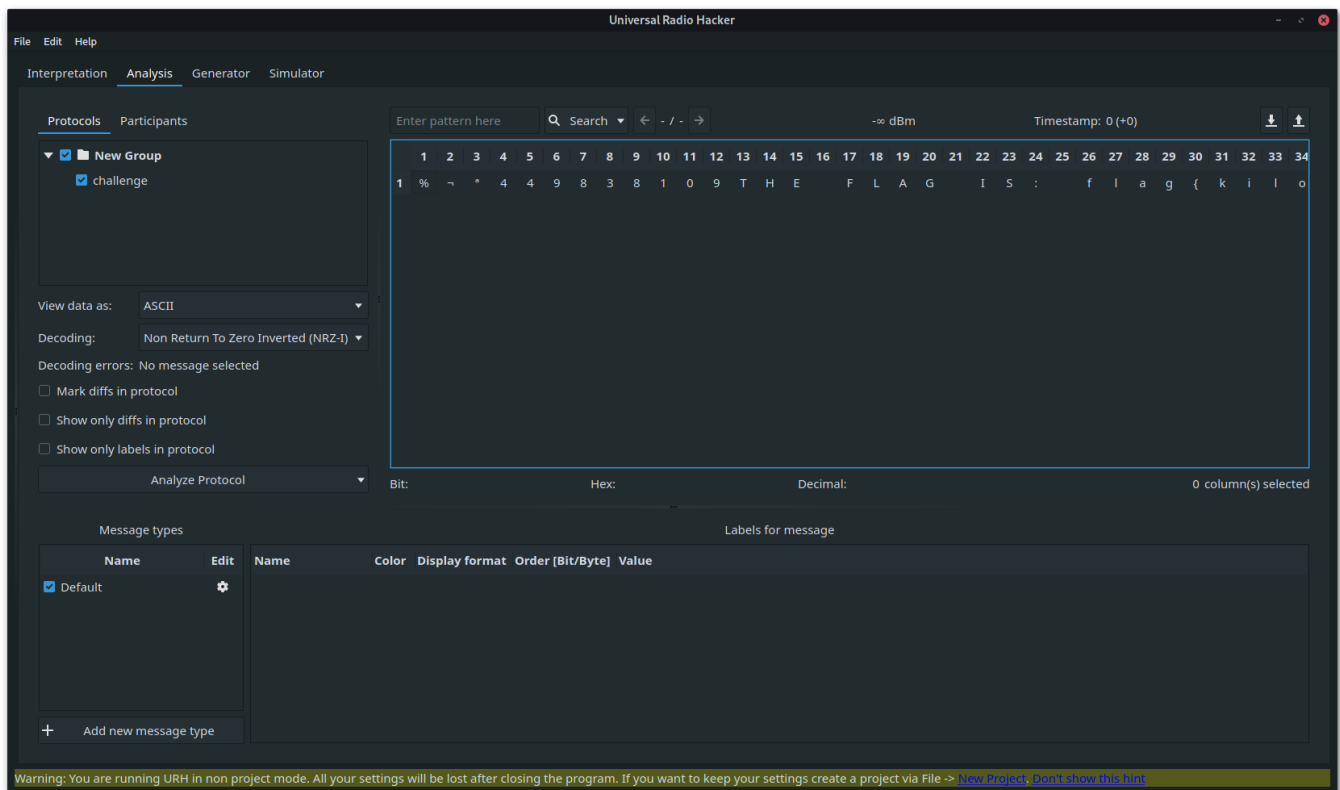 Universal Radio Hacker
File Edit Help
Interpretation Analysis Generator Simulator
Protocols Participants
Enter pattern here Search - / - -∞ dBm Timestamp: 0 (+0)
New Group
challenge
1 2 3 4 5 6 7 8 9 10 11 12 13 14 15 16 17 18 19 20 21 22 23 24 25 26 27 28 29 30 31 32 33 34
1 % ¬ ª 4 4 9 8 3 8 1 0 9 T H E F L A G I S : f l a g { k i l o
View data as: ASCII
Decoding: Non Return To Zero Inverted (NRZ-I)
Decoding errors: No message selected
Mark diffs in protocol
Show only diffs in protocol
Show only labels in protocol
Analyze Protocol
Bit: Hex: Decimal: 0 column(s) selected
Message types
Labels for message
Name Edit
Name Color Display format Order [Bit/Byte] Value
Default
+ Add new message type
Warning: You are running URH in non project mode. All your settings will be lost after closing the program. If you want to keep your settings create a project via File -> New Project. Don't show this hint